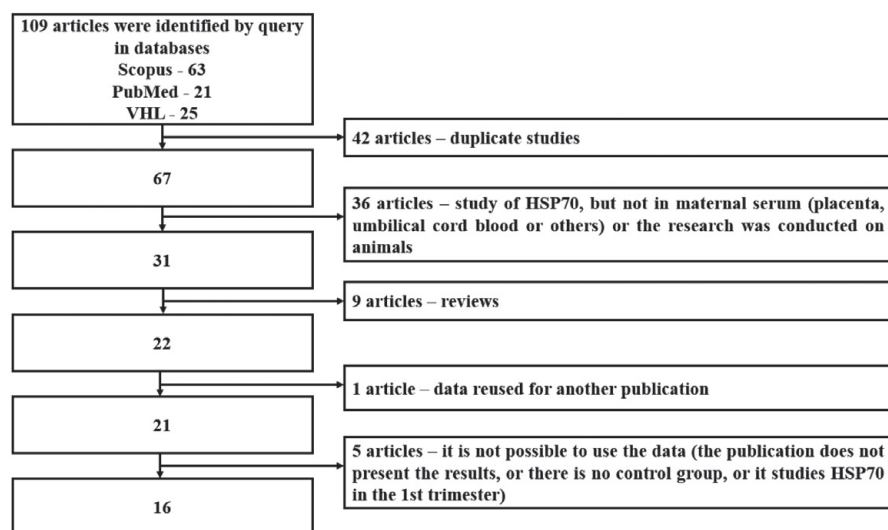 109 articles were identified by query
in databases
Scopus - 63
PubMed - 21
VHL - 25
42 articles – duplicate studies
67
36 articles – study of HSP70, but not in maternal serum (placenta,
umbilical cord blood or others) or the research was conducted on
animals
31
9 articles – reviews
22
1 article – data reused for another publication
21
5 articles – it is not possible to use the data (the publication does not
present the results, or there is no control group, or it studies HSP70
in the 1st trimester)
16